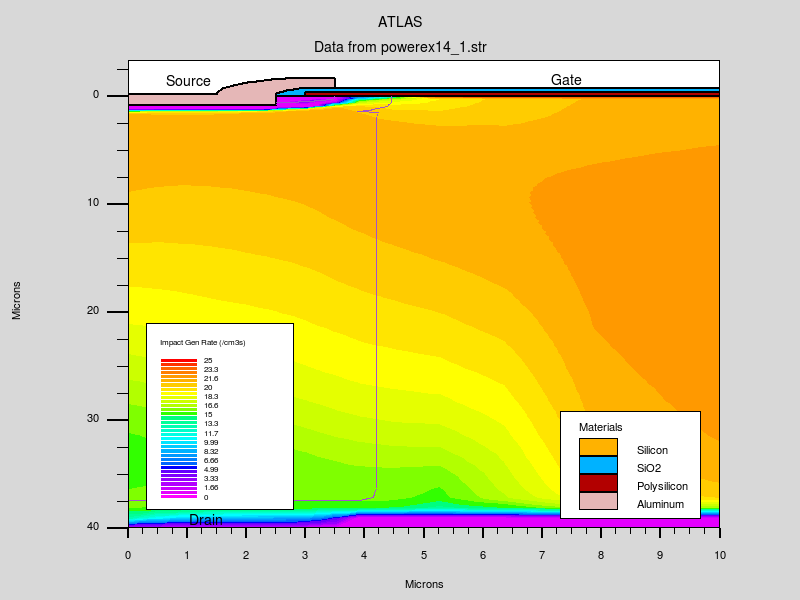 ATLAS
Data from powerex14_1.str
Source
Gate
0
10
20
30
40
Microns
Impact Gen Rate (/cm3s)
25
23.3
21.6
20
18.3
16.6
15
13.3
11.7
9.99
8.32
6.66
4.99
3.33
1.66
0
Materials
Silicon
SiO2
Polysilicon
Aluminum
Drain
0 1 2 3 4 5 6 7 8 9 10
Microns